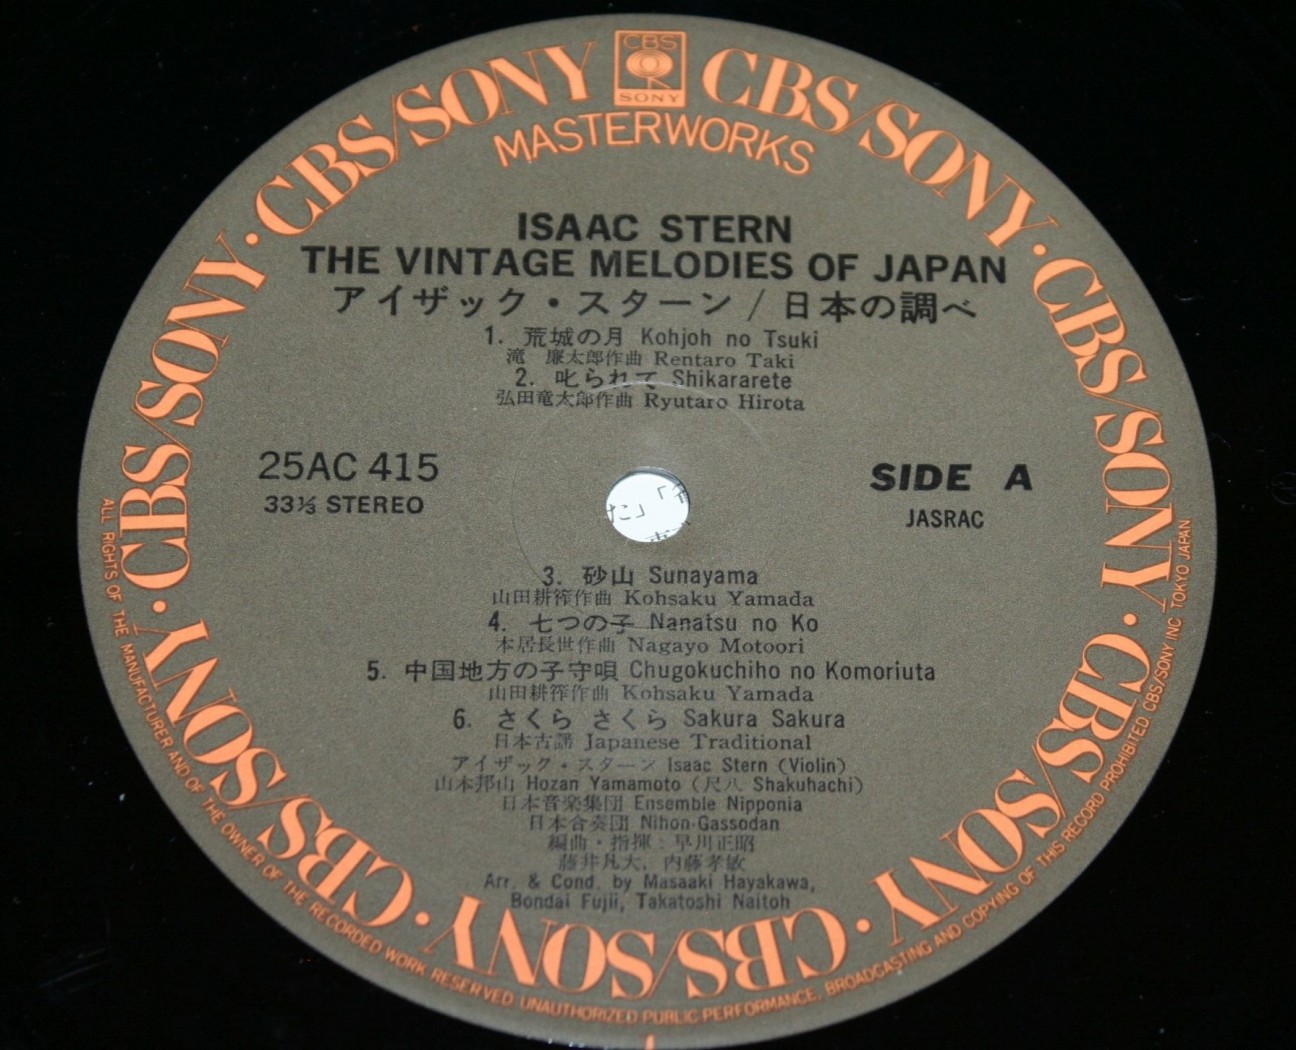 CBS
SONY
CBS/SONY · CBS/SONY · CBS/SONY · CBS/SONY · CBS/SONY · CBS/SONY · CBS/SONY · CBS/SONY
MASTERWORKS
ISAAC STERN
THE VINTAGE MELODIES OF JAPAN
アイザック・スターン / 日本の調べ
1. 荒城の月 Kohjoh no Tsuki
滝 廉太郎作曲 Rentaro Taki
2. 叱られて Shikararete
弘田竜太郎作曲 Ryutaro Hirota
25AC 415
33⅓ STEREO
SIDE A
JASRAC
た」「
3. 砂山 Sunayama
山田耕筰作曲 Kohsaku Yamada
4. 七つの子 Nanatsu no Ko
本居長世作曲 Nagayo Motoori
5. 中国地方の子守唄 Chugokuchiho no Komoriuta
山田耕筰作曲 Kohsaku Yamada
6. さくら さくら Sakura Sakura
日本古謡 Japanese Traditional
アイザック・スターン Isaac Stern (Violin)
山本邦山 Hozan Yamamoto (尺八 Shakuhachi)
日本音楽集団 Ensemble Nipponia
日本合奏団 Nihon-Gassodan
編曲・指揮：早川正昭
藤井凡大, 内藤孝敏
Arr. & Cond. by Masaaki Hayakawa,
Bondai Fujii, Takatoshi Naitoh
ALL RIGHTS OF THE MANUFACTURER AND OF THE OWNER OF THE RECORDED WORK RESERVED UNAUTHORIZED PUBLIC PERFORMANCE, BROADCASTING AND COPYING OF THIS RECORD PROHIBITED CBS/SONY INC TOKYO JAPAN